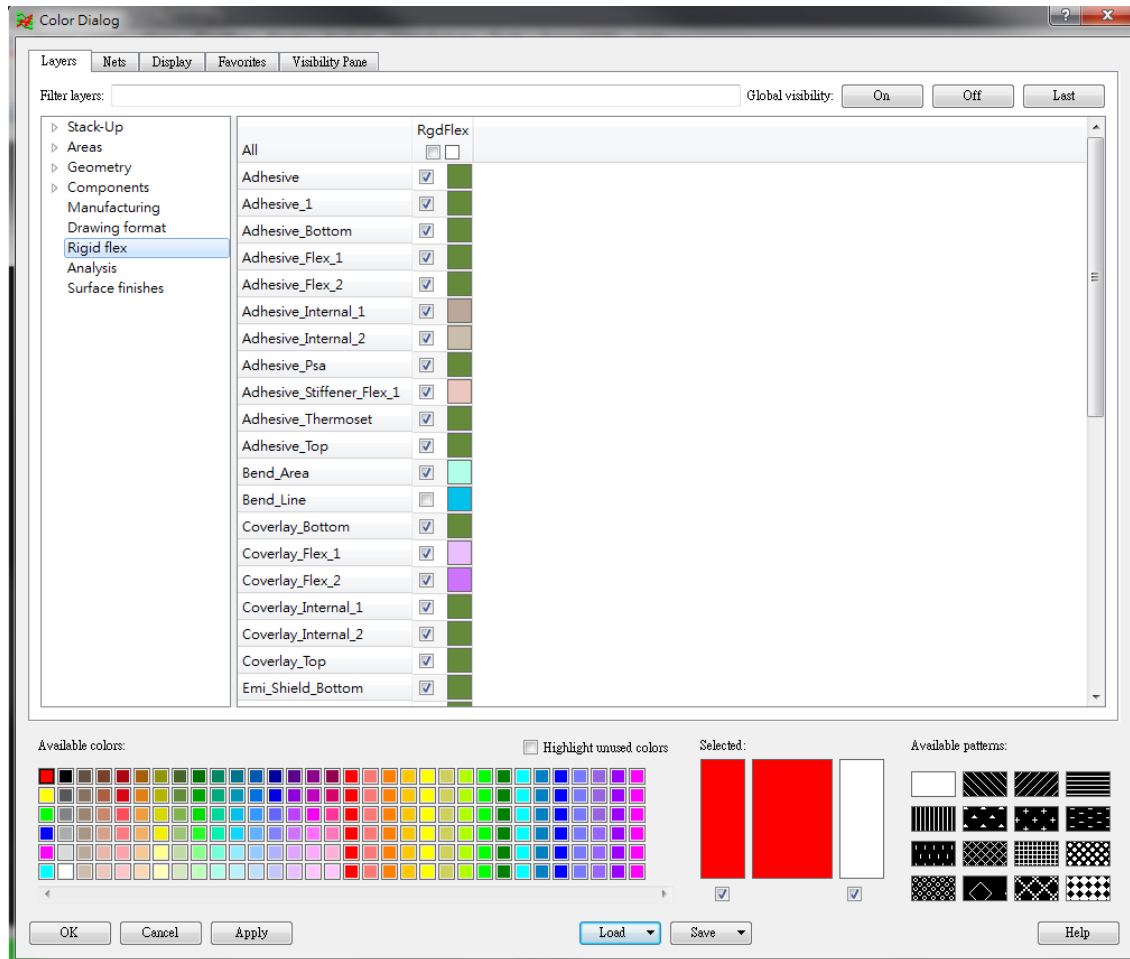 Color Dialog
Layers Nets Display Favorites Visibility Pane
Filter layers: Global visibility: On Off Last
Stack-Up
Areas
Geometry
Components
Manufacturing
Drawing format
Rigid flex
Analysis
Surface finishes
RgdFlex
All
Adhesive
Adhesive_1
Adhesive_Bottom
Adhesive_Flex_1
Adhesive_Flex_2
Adhesive_Internal_1
Adhesive_Internal_2
Adhesive_Psa
Adhesive_Stiffener_Flex_1
Adhesive_Thermoset
Adhesive_Top
Bend_Area
Bend_Line
Coverlay_Bottom
Coverlay_Flex_1
Coverlay_Flex_2
Coverlay_Internal_1
Coverlay_Internal_2
Coverlay_Top
Emi_Shield_Bottom
Available colors: Highlight unused colors Selected: Available patterns:
OK Cancel Apply Load Save Help